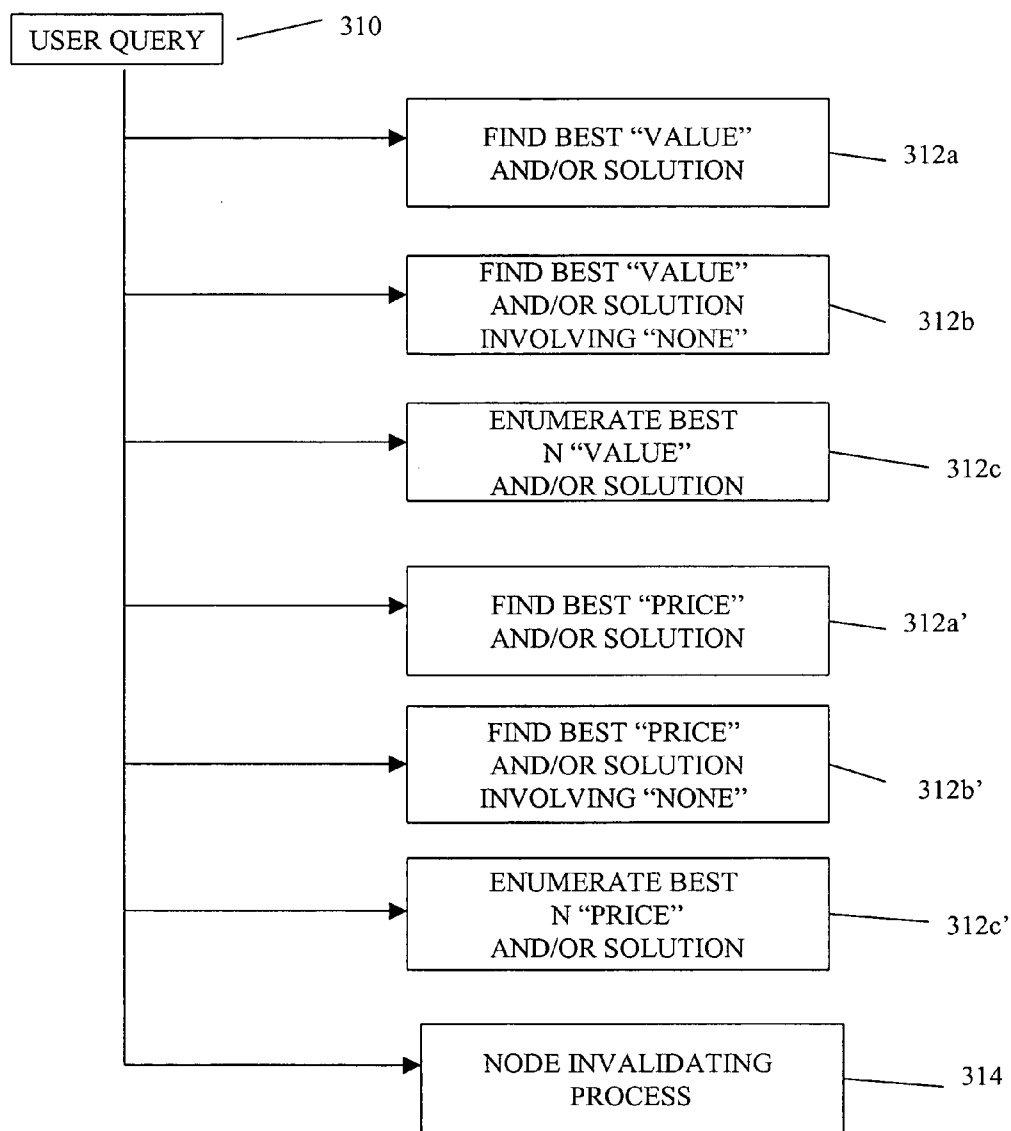 USER QUERY
310
FIND BEST “VALUE”
AND/OR SOLUTION
312a
FIND BEST “VALUE”
AND/OR SOLUTION
INVOLVING “NONE”
312b
ENUMERATE BEST
N “VALUE”
AND/OR SOLUTION
312c
FIND BEST “PRICE”
AND/OR SOLUTION
312a’
FIND BEST “PRICE”
AND/OR SOLUTION
INVOLVING “NONE”
312b’
ENUMERATE BEST
N “PRICE”
AND/OR SOLUTION
312c’
NODE INVALIDATING
PROCESS
314